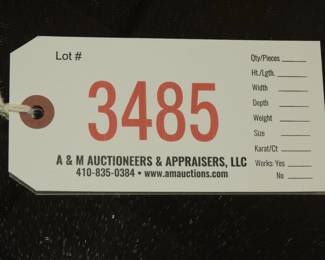 Lot #
3485
A & M AUCTIONEERS & APPRAISERS, LLC
410-835-0384 • www.amauctions.com
Qty/Pieces
Ht./Lgth.
Width
Depth
Weight
Size
Karat/Ct
Works: Yes
No